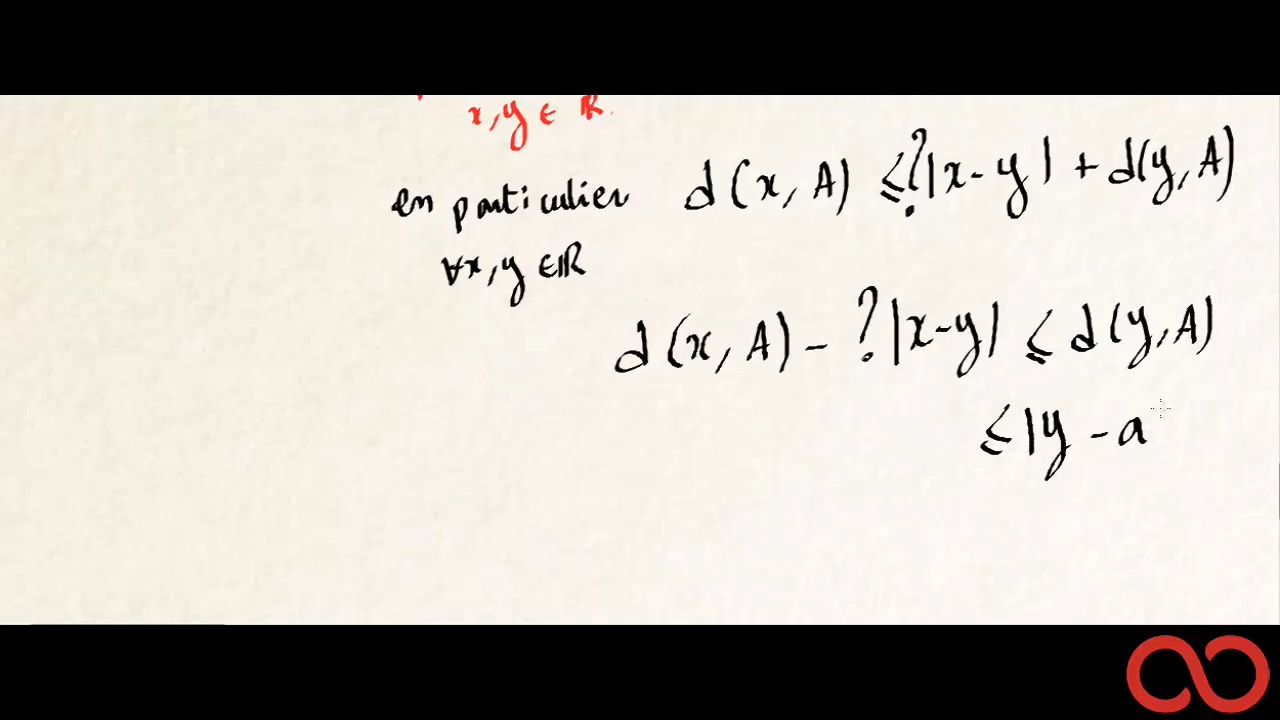 x, y ∈ ℝ
en particulier d(x, A) ≤ ?|x-y| + d(y, A)
∀x, y ∈ ℝ
d(x, A) - ?|x-y| ≤ d(y, A)
≤ |y - a